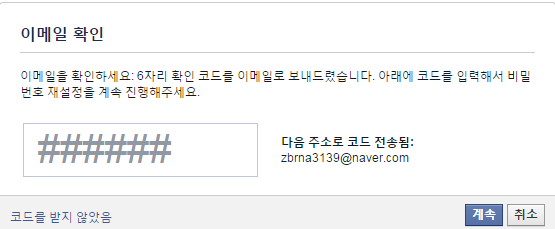 이메일 확인
이메일을 확인하세요: 6자리 확인 코드를 이메일로 보내드렸습니다. 아래에 코드를 입력해서 비밀
번호 재설정을 계속 진행해주세요.
######
다음 주소로 코드 전송됨:
zbrna3139@naver.com
코드를 받지 않았음
계속
취소